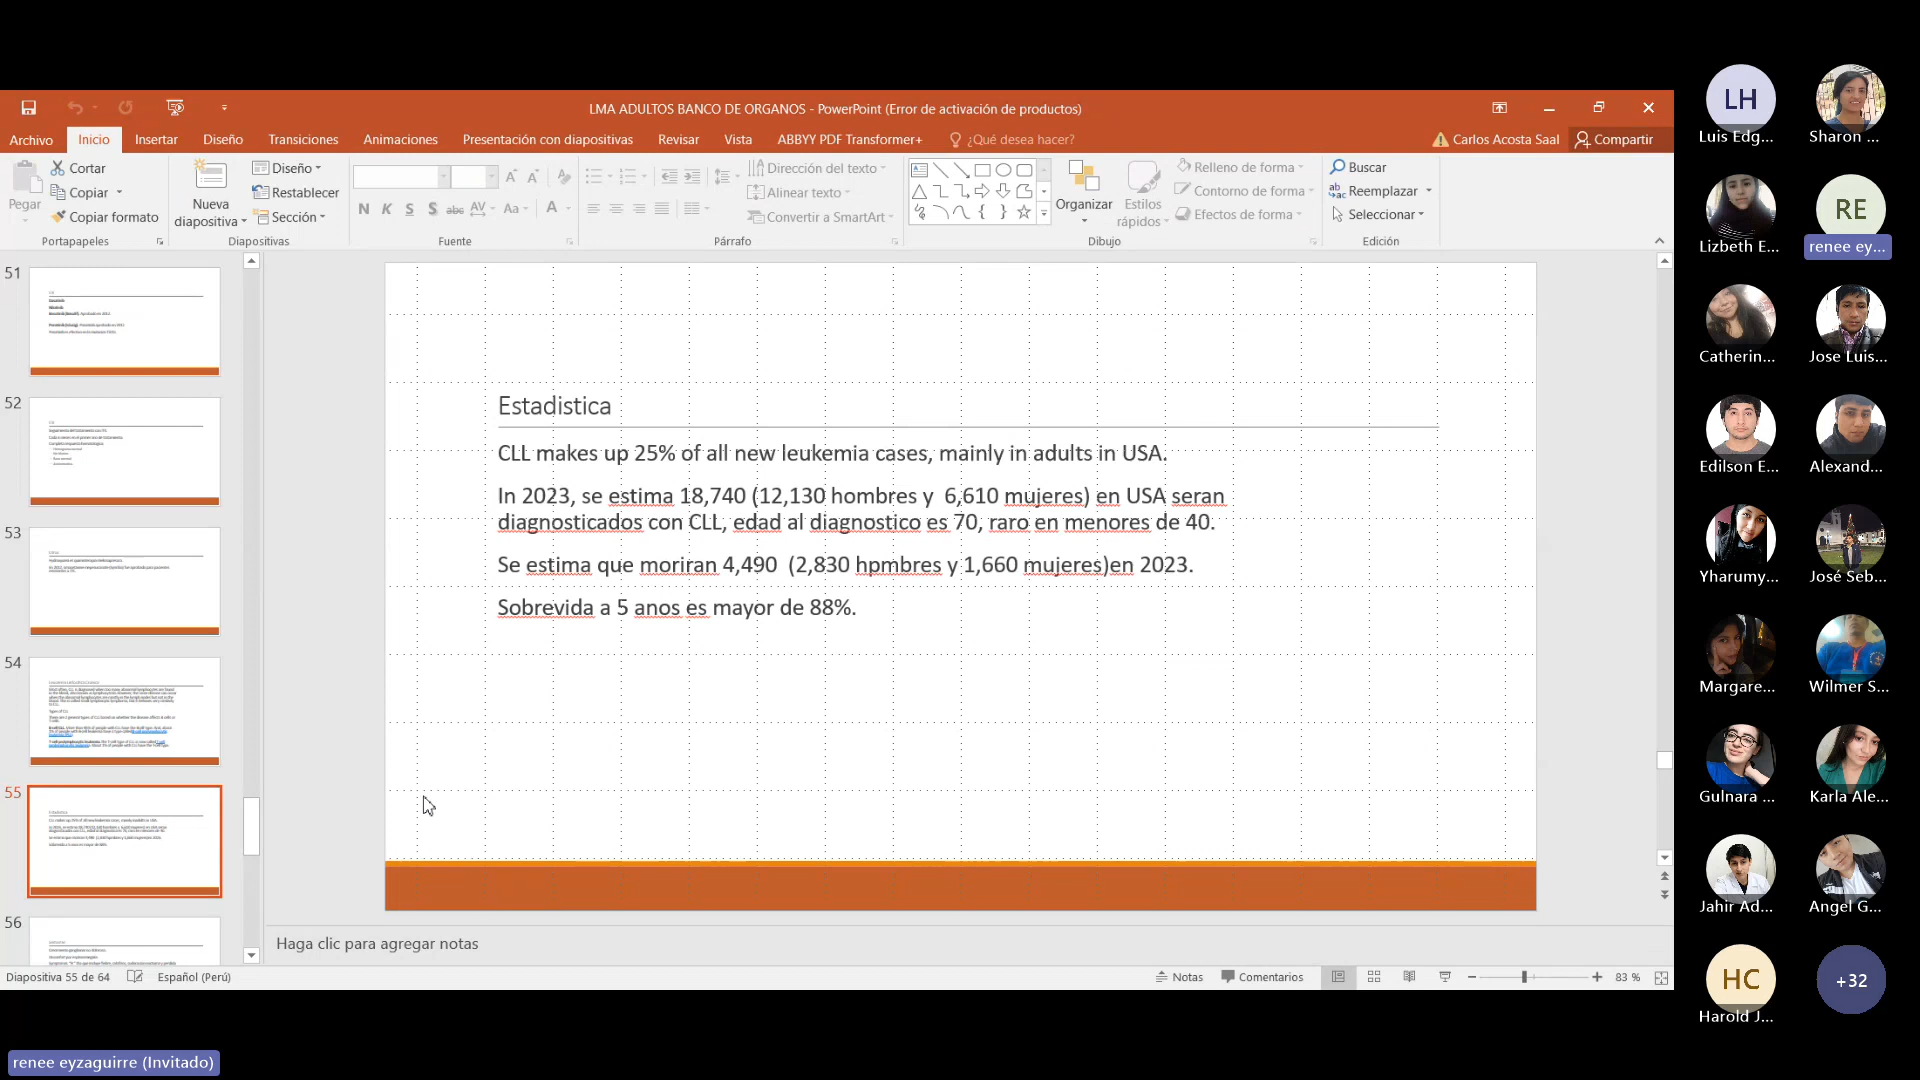 LMA ADULTOS BANCO DE ORGANOS - PowerPoint (Error de activación de productos)
Archivo Inicio Insertar Diseño Transiciones Animaciones Presentación con diapositivas Revisar Vista ABBYY PDF Transformer+ ¿Qué desea hacer? Carlos Acosta Saal Compartir
Pegar
Cortar
Copiar
Copiar formato
Portapapeles
Nueva
diapositiva
Diseño
Restablecer
Sección
Diapositivas
N K S S abc AV Aa A
Fuente
Dirección del texto
Alinear texto
Convertir a SmartArt
Párrafo
Organizar
Estilos
rápidos
Relleno de forma
Contorno de forma
Efectos de forma
Dibujo
Buscar
Reemplazar
Seleccionar
Edición
51
52
53
54
55
56
Estadistica
CLL makes up 25% of all new leukemia cases, mainly in adults in USA.
In 2023, se estima 18,740 (12,130 hombres y 6,610 mujeres) en USA seran
diagnosticados con CLL, edad al diagnostico es 70, raro en menores de 40.
Se estima que moriran 4,490 (2,830 hpmbres y 1,660 mujeres)en 2023.
Sobrevida a 5 anos es mayor de 88%.
Haga clic para agregar notas
Diapositiva 55 de 64 Español (Perú) Notas Comentarios 83 %
LH
Luis Edg...
Sharon ...
Lizbeth E...
RE
renee ey...
Catherin...
Jose Luis...
Edilson E...
Alexand...
Yharumy...
José Seb...
Margare...
Wilmer S...
Gulnara ...
Karla Ale...
Jahir Ad...
Angel G...
HC
Harold J...
+32
renee eyzaguirre (Invitado)